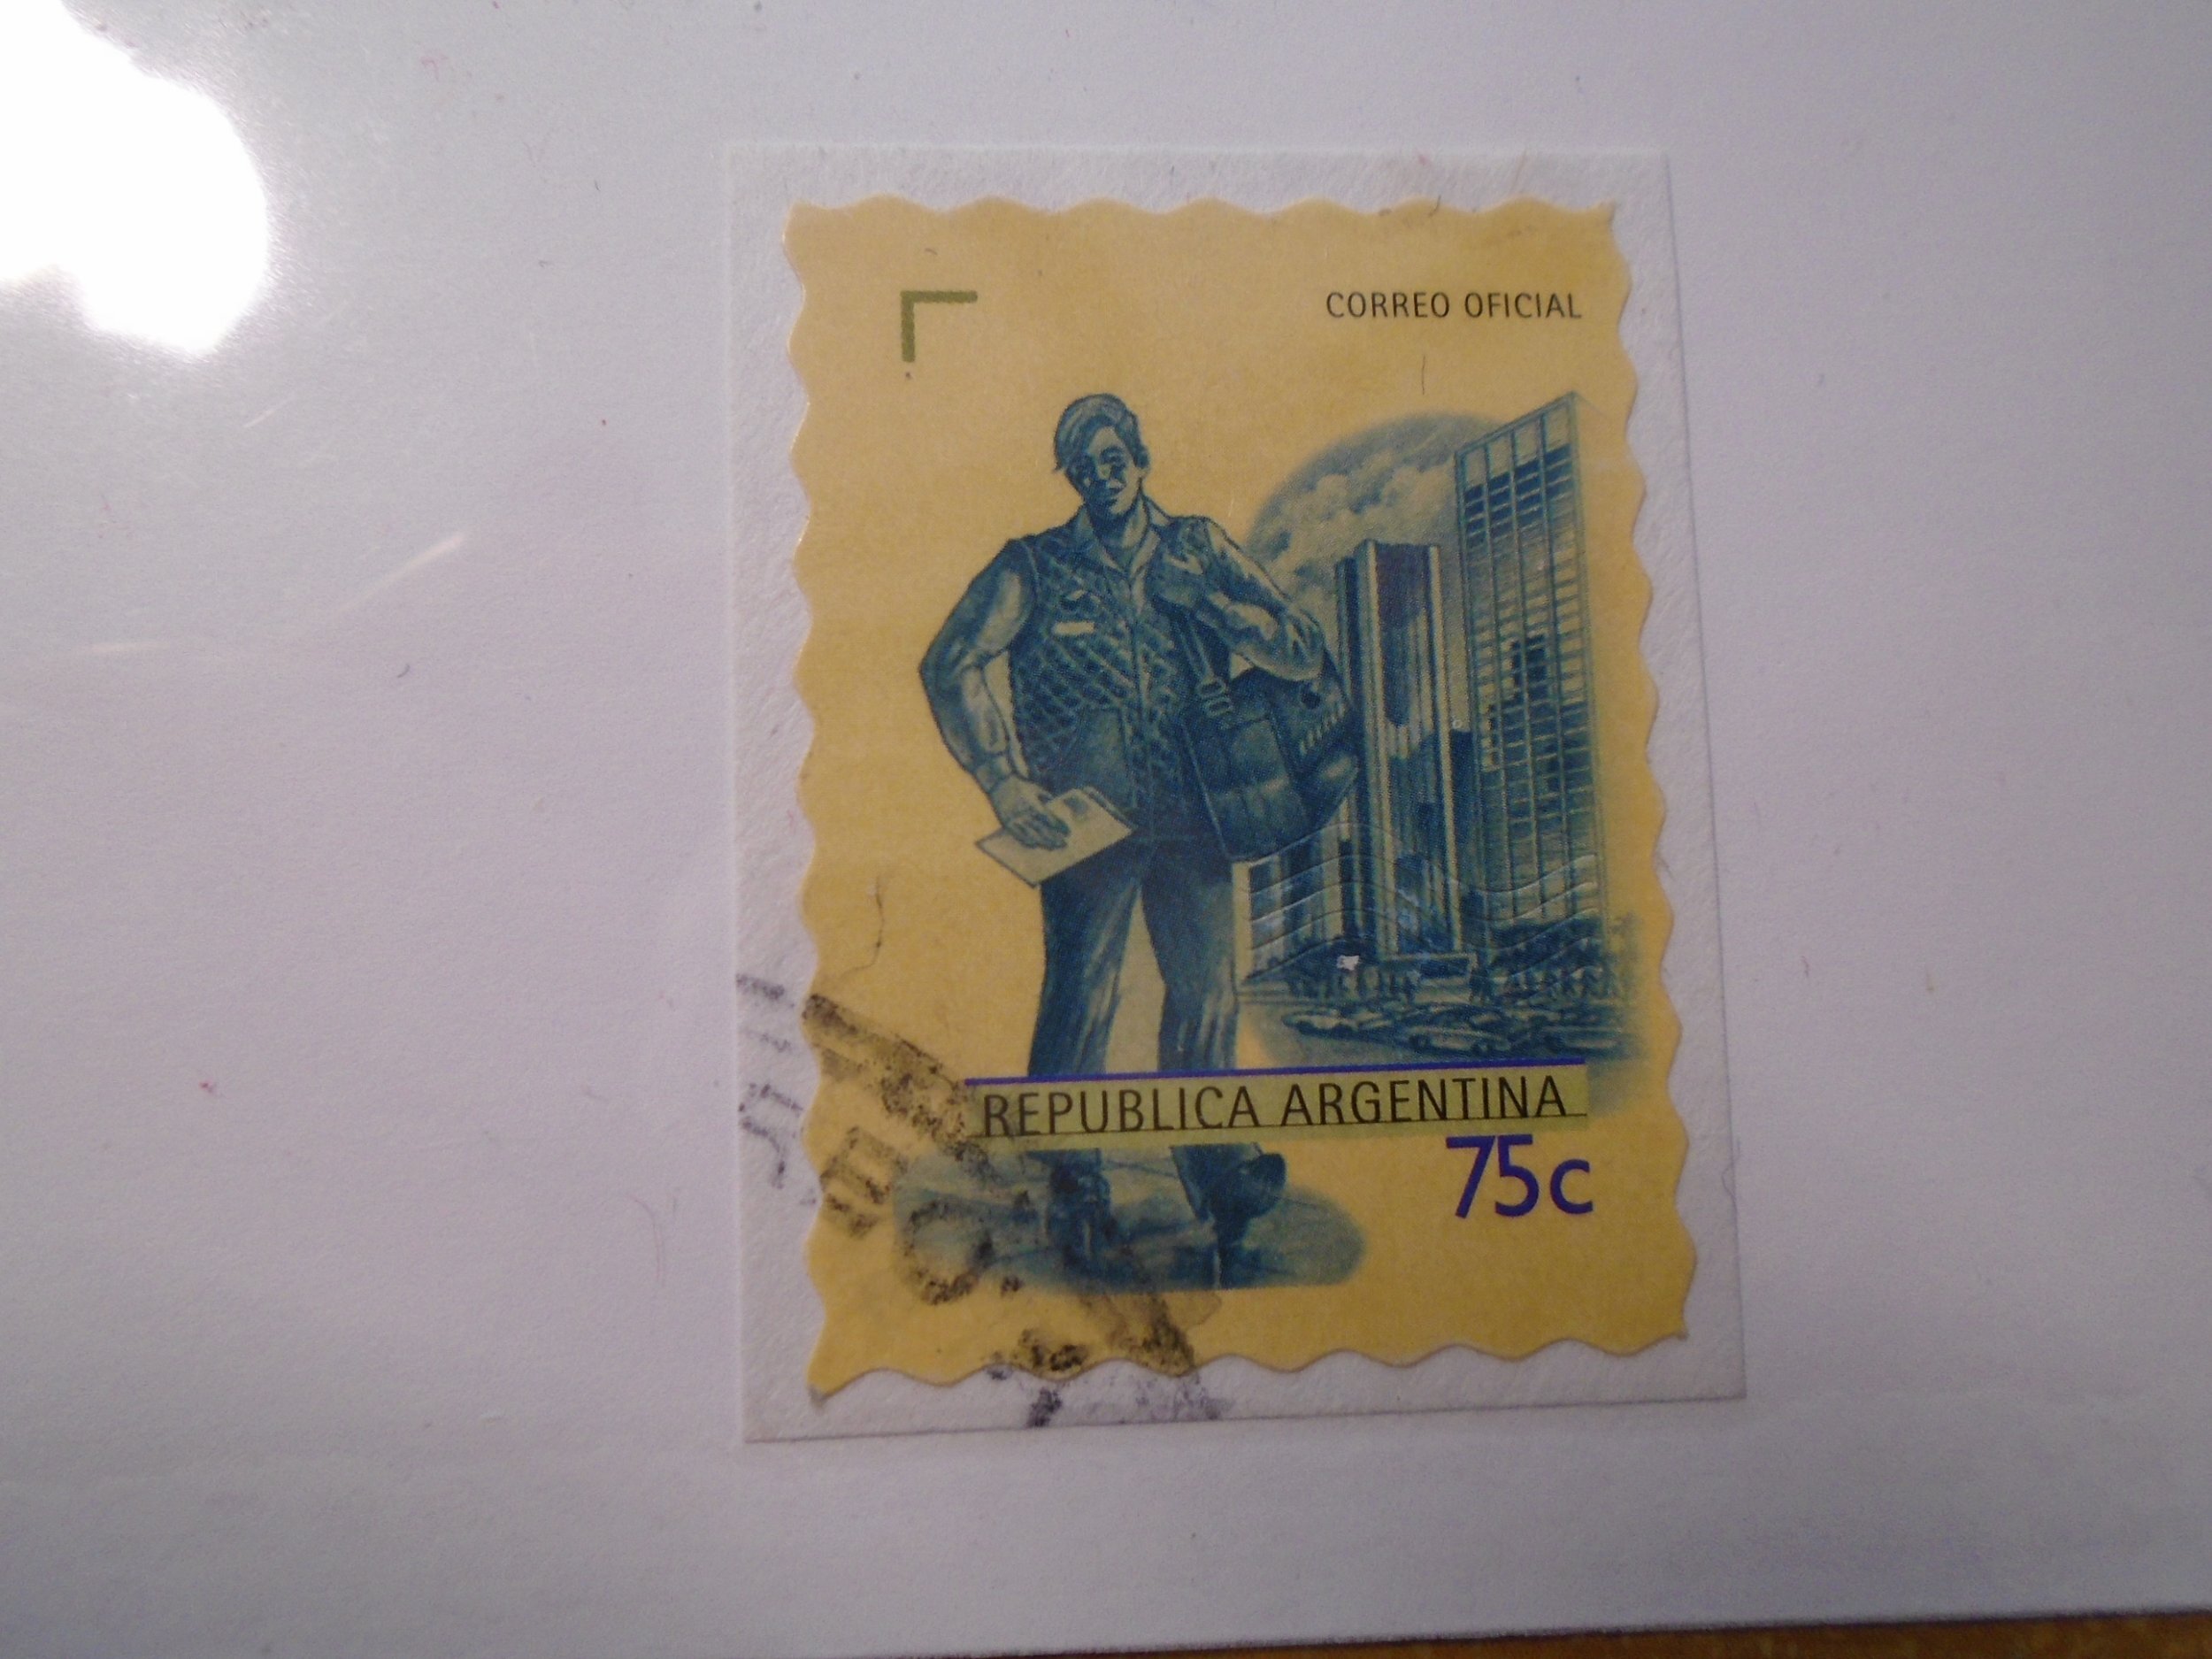 CORREO OFICIAL
REPUBLICA ARGENTINA
75c